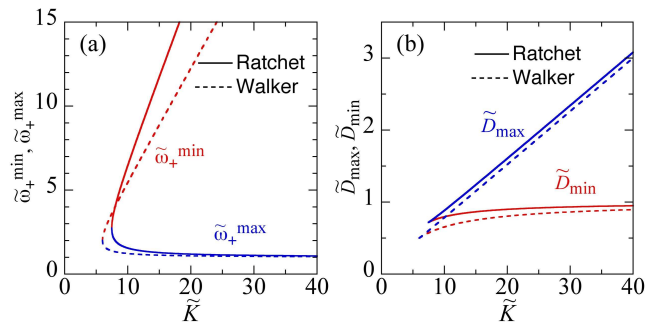 (a)
Ratchet
Walker
ω̃₊ᵐⁱⁿ
ω̃₊ᵐᵃˣ
ω̃₊ᵐⁱⁿ, ω̃₊ᵐᵃˣ
15
10
5
1
0
0 10 20 30 40
K̃
(b)
Ratchet
Walker
D̃max
D̃min
D̃max, D̃min
3
2
1
0
0 10 20 30 40
K̃